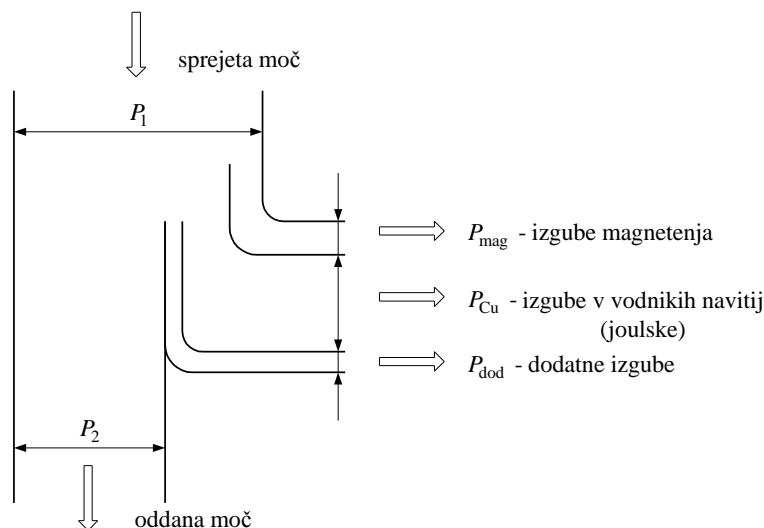 sprejeta moč
P1
Pmag - izgube magnetenja
PCu - izgube v vodnikih navitij
(joulske)
Pdod - dodatne izgube
P2
oddana moč